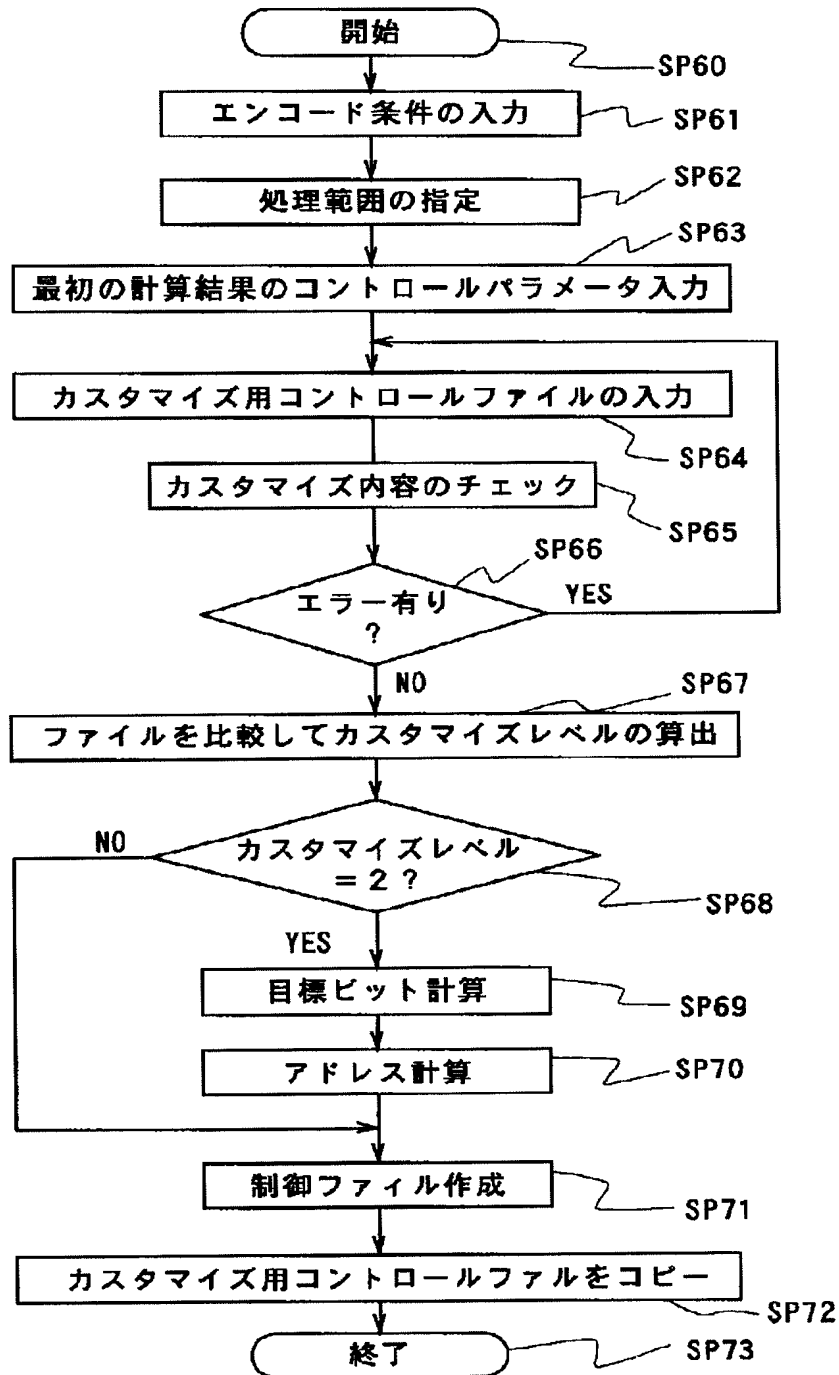 開始
SP60
エンコード条件の入力
SP61
処理範囲の指定
SP62
SP63
最初の計算結果のコントロールパラメータ入力
カスタマイズ用コントロールファイルの入力
SP64
カスタマイズ内容のチェック
SP65
SP66
エラー有り
?
YES
NO
SP67
ファイルを比較してカスタマイズレベルの算出
NO
カスタマイズレベル
=2?
SP68
YES
目標ビット計算
SP69
アドレス計算
SP70
制御ファィル作成
SP71
カスタマイズ用コントロールファルをコピー
SP72
終了
SP73